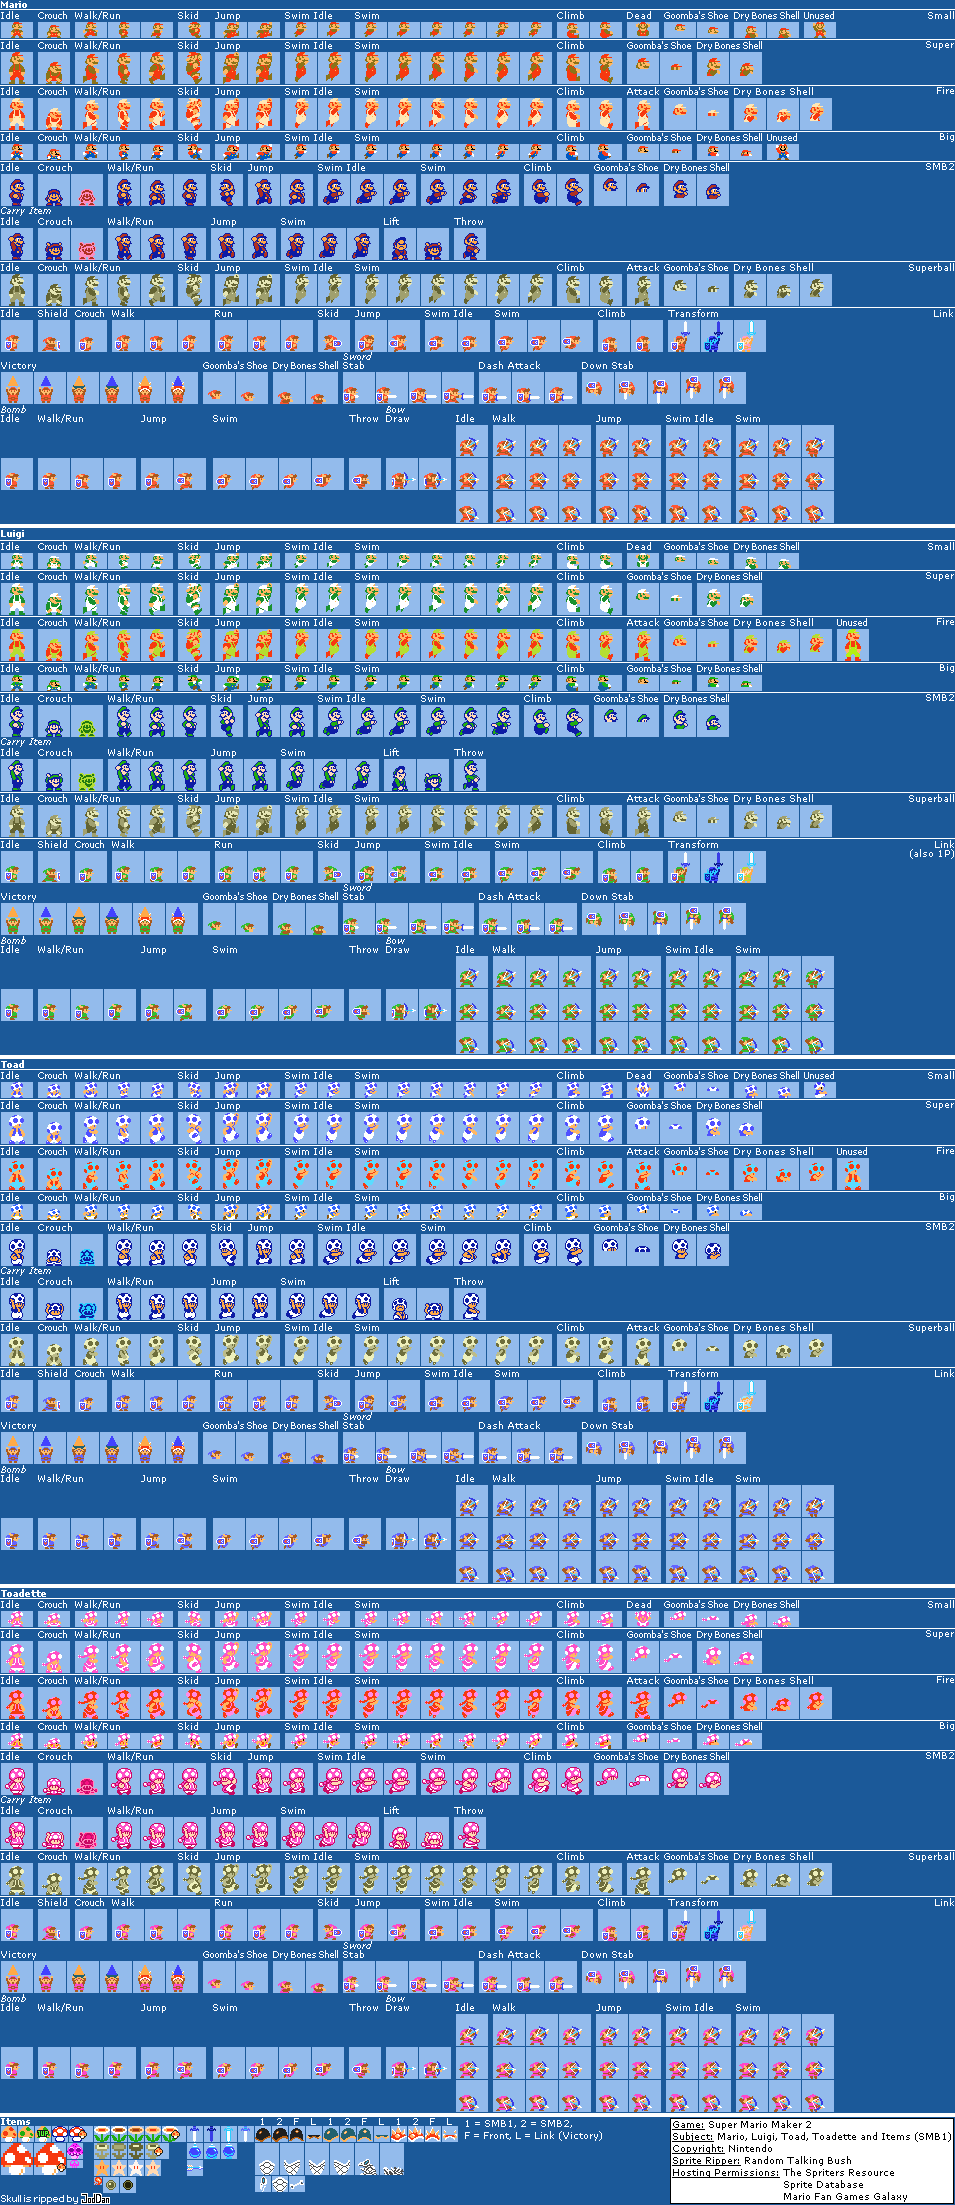 Mario
Idle Crouch Walk/Run Skid Jump Swim Idle Swim Climb Dead Goomba's Shoe Dry Bones Shell Unused Small
Idle Crouch Walk/Run Skid Jump Swim Idle Swim Climb Goomba's Shoe Dry Bones Shell Super
Idle Crouch Walk/Run Skid Jump Swim Idle Swim Climb Attack Goomba's Shoe Dry Bones Shell Fire
Idle Crouch Walk/Run Skid Jump Swim Idle Swim Climb Goomba's Shoe Dry Bones Shell Unused Big
Idle Crouch Walk/Run Skid Jump Swim Idle Swim Climb Goomba's Shoe Dry Bones Shell SMB2
Carry Item
Idle Crouch Walk/Run Jump Swim Lift Throw
Idle Crouch Walk/Run Skid Jump Swim Idle Swim Climb Attack Goomba's Shoe Dry Bones Shell Superball
Idle Shield Crouch Walk Run Skid Jump Swim Idle Swim Climb Transform Link
Sword
Victory Goomba's Shoe Dry Bones Shell Stab Dash Attack Down Stab
Bomb Bow
Idle Walk/Run Jump Swim Throw Draw Idle Walk Jump Swim Idle Swim
Luigi
Idle Crouch Walk/Run Skid Jump Swim Idle Swim Climb Dead Goomba's Shoe Dry Bones Shell Small
Idle Crouch Walk/Run Skid Jump Swim Idle Swim Climb Goomba's Shoe Dry Bones Shell Super
Idle Crouch Walk/Run Skid Jump Swim Idle Swim Climb Attack Goomba's Shoe Dry Bones Shell Unused Fire
Idle Crouch Walk/Run Skid Jump Swim Idle Swim Climb Goomba's Shoe Dry Bones Shell Big
Idle Crouch Walk/Run Skid Jump Swim Idle Swim Climb Goomba's Shoe Dry Bones Shell SMB2
Carry Item
Idle Crouch Walk/Run Jump Swim Lift Throw
Idle Crouch Walk/Run Skid Jump Swim Idle Swim Climb Attack Goomba's Shoe Dry Bones Shell Superball
Idle Shield Crouch Walk Run Skid Jump Swim Idle Swim Climb Transform Link
(also 1P)
Sword
Victory Goomba's Shoe Dry Bones Shell Stab Dash Attack Down Stab
Bomb Bow
Idle Walk/Run Jump Swim Throw Draw Idle Walk Jump Swim Idle Swim
Toad
Idle Crouch Walk/Run Skid Jump Swim Idle Swim Climb Dead Goomba's Shoe Dry Bones Shell Unused Small
Idle Crouch Walk/Run Skid Jump Swim Idle Swim Climb Goomba's Shoe Dry Bones Shell Super
Idle Crouch Walk/Run Skid Jump Swim Idle Swim Climb Attack Goomba's Shoe Dry Bones Shell Unused Fire
Idle Crouch Walk/Run Skid Jump Swim Idle Swim Climb Goomba's Shoe Dry Bones Shell Big
Idle Crouch Walk/Run Skid Jump Swim Idle Swim Climb Goomba's Shoe Dry Bones Shell SMB2
Carry Item
Idle Crouch Walk/Run Jump Swim Lift Throw
Idle Crouch Walk/Run Skid Jump Swim Idle Swim Climb Attack Goomba's Shoe Dry Bones Shell Superball
Idle Shield Crouch Walk Run Skid Jump Swim Idle Swim Climb Transform Link
Sword
Victory Goomba's Shoe Dry Bones Shell Stab Dash Attack Down Stab
Bomb Bow
Idle Walk/Run Jump Swim Throw Draw Idle Walk Jump Swim Idle Swim
Toadette
Idle Crouch Walk/Run Skid Jump Swim Idle Swim Climb Dead Goomba's Shoe Dry Bones Shell Small
Idle Crouch Walk/Run Skid Jump Swim Idle Swim Climb Goomba's Shoe Dry Bones Shell Super
Idle Crouch Walk/Run Skid Jump Swim Idle Swim Climb Attack Goomba's Shoe Dry Bones Shell Fire
Idle Crouch Walk/Run Skid Jump Swim Idle Swim Climb Goomba's Shoe Dry Bones Shell Big
Idle Crouch Walk/Run Skid Jump Swim Idle Swim Climb Goomba's Shoe Dry Bones Shell SMB2
Carry Item
Idle Crouch Walk/Run Jump Swim Lift Throw
Idle Crouch Walk/Run Skid Jump Swim Idle Swim Climb Attack Goomba's Shoe Dry Bones Shell Superball
Idle Shield Crouch Walk Run Skid Jump Swim Idle Swim Climb Transform Link
Sword
Victory Goomba's Shoe Dry Bones Shell Stab Dash Attack Down Stab
Bomb Bow
Idle Walk/Run Jump Swim Throw Draw Idle Walk Jump Swim Idle Swim
Items
1 2 F L 1 2 F L 1 2 F L
1 = SMB1, 2 = SMB2,
F = Front, L = Link (Victory)
Game: Super Mario Maker 2
Subject: Mario, Luigi, Toad, Toadette and Items (SMB1)
Copyright: Nintendo
Sprite Ripper: Random Talking Bush
Hosting Permissions: The Spriters Resource
Sprite Database
Mario Fan Games Galaxy
Skull is ripped by JooDan